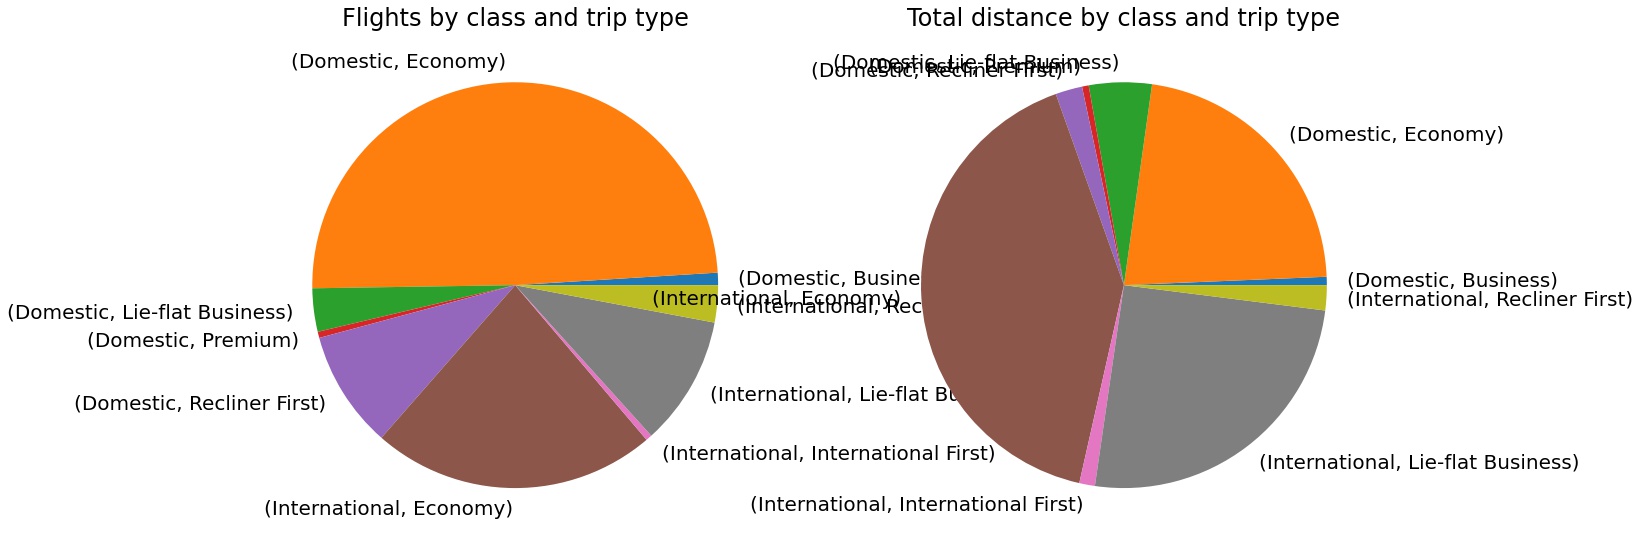 Flights by class and trip type
(Domestic, Economy)
(Domestic, Busine
(International, Rec
(Domestic, Lie-flat Business)
(Domestic, Premium)
(Domestic, Recliner First)
(International, Lie-flat Bu
(International, International First)
(International, Economy)
Total distance by class and trip type
(Domestic, Lie-flat Business)
(Domestic, Premium)
(Domestic, Recliner First)
(Domestic, Economy)
(Domestic, Business)
(International, Economy)
(International, Recliner First)
(International, Lie-flat Business)
(International, International First)